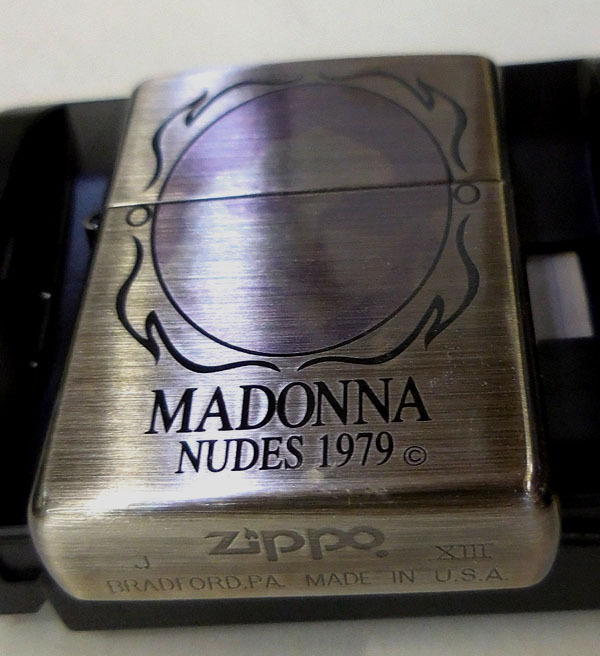 MADONNA
NUDES 1979 ©
zippo
J XIII
BRADFORD,PA. MADE IN U.S.A.